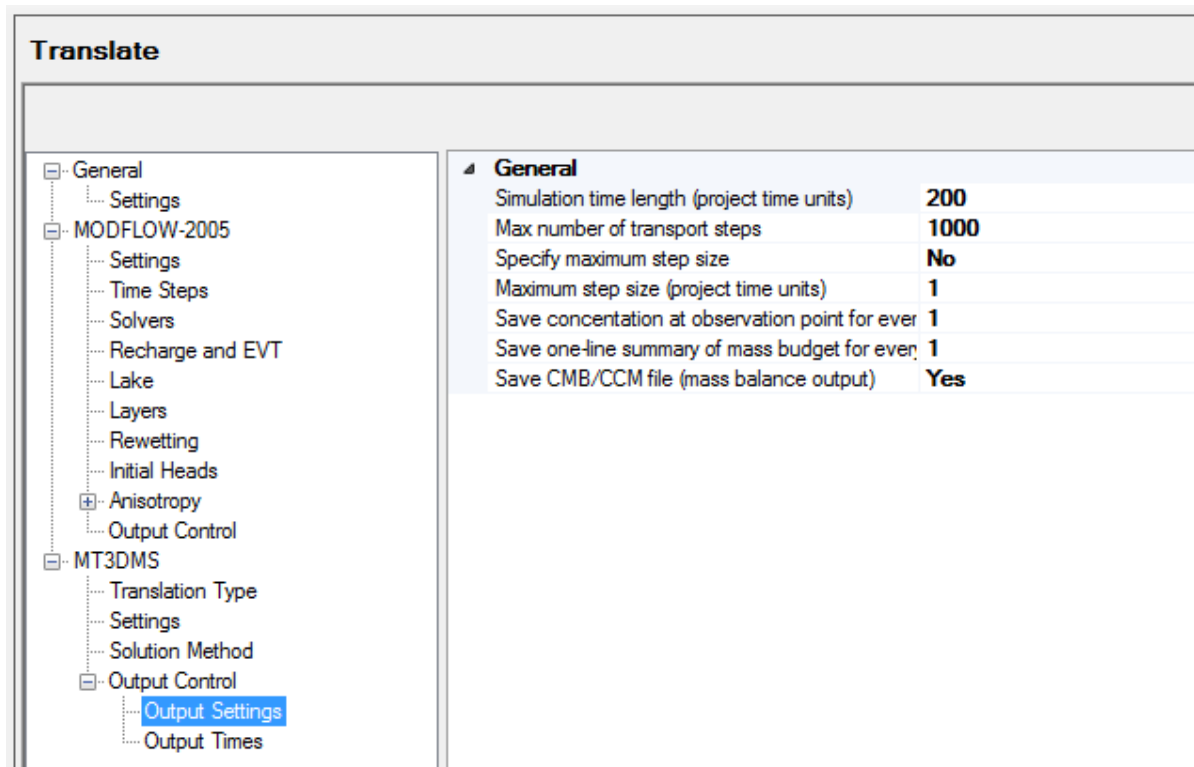 Translate
General
Settings
MODFLOW-2005
Settings
Time Steps
Solvers
Recharge and EVT
Lake
Layers
Rewetting
Initial Heads
Anisotropy
Output Control
MT3DMS
Translation Type
Settings
Solution Method
Output Control
Output Settings
Output Times
General
Simulation time length (project time units) 200
Max number of transport steps 1000
Specify maximum step size No
Maximum step size (project time units) 1
Save concentation at observation point for ever 1
Save one-line summary of mass budget for every 1
Save CMB/CCM file (mass balance output) Yes